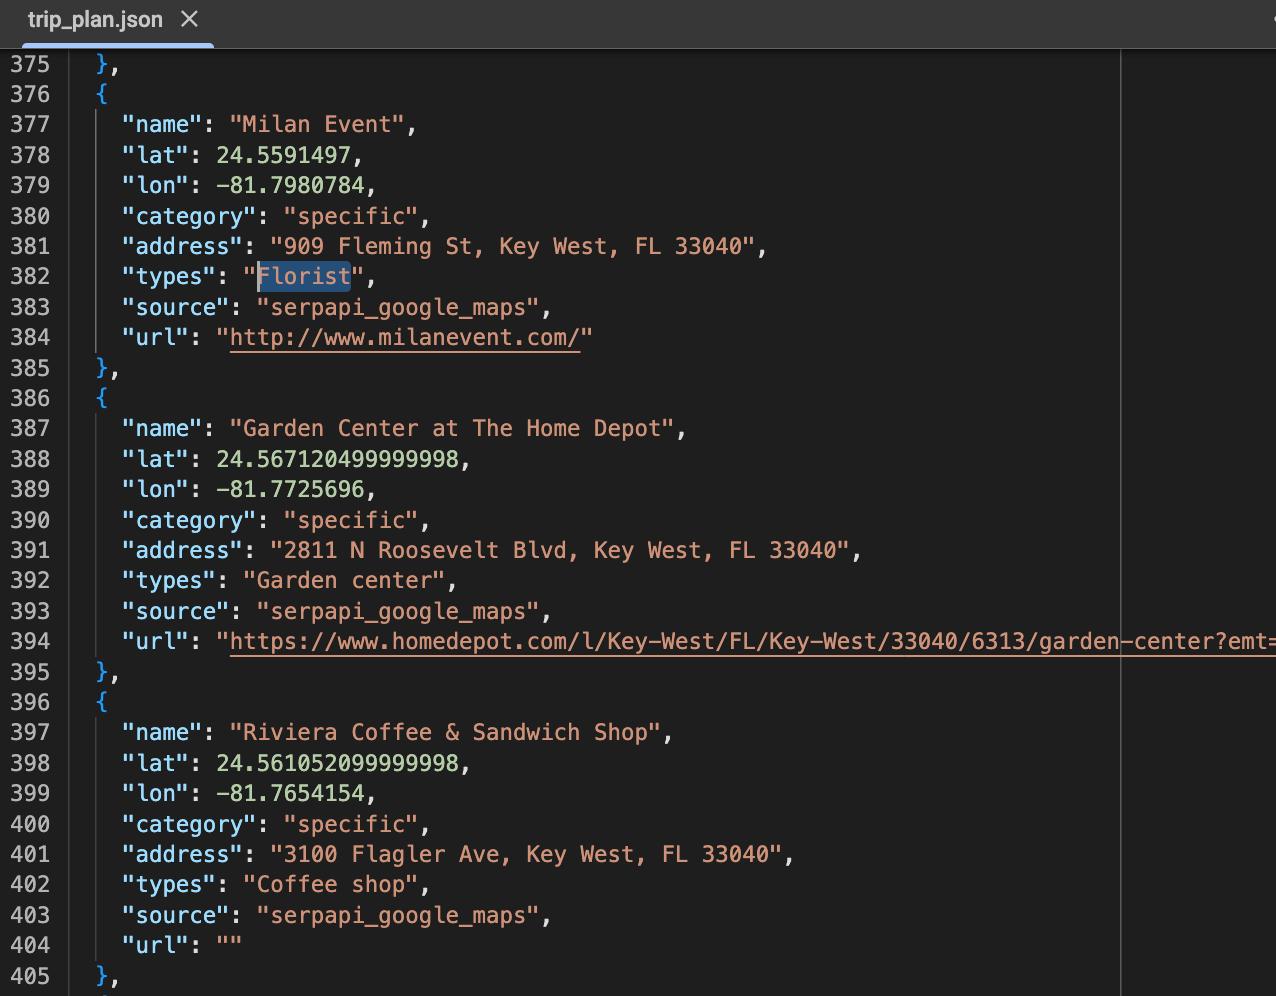 trip_plan.json ×
375 },
376 {
377 "name": "Milan Event",
378 "lat": 24.5591497,
379 "lon": -81.7980784,
380 "category": "specific",
381 "address": "909 Fleming St, Key West, FL 33040",
382 "types": "Florist",
383 "source": "serpapi_google_maps",
384 "url": "http://www.milanevent.com/"
385 },
386 {
387 "name": "Garden Center at The Home Depot",
388 "lat": 24.567120499999998,
389 "lon": -81.7725696,
390 "category": "specific",
391 "address": "2811 N Roosevelt Blvd, Key West, FL 33040",
392 "types": "Garden center",
393 "source": "serpapi_google_maps",
394 "url": "https://www.homedepot.com/l/Key-West/FL/Key-West/33040/6313/garden-center?emt=
395 },
396 {
397 "name": "Riviera Coffee & Sandwich Shop",
398 "lat": 24.561052099999998,
399 "lon": -81.7654154,
400 "category": "specific",
401 "address": "3100 Flagler Ave, Key West, FL 33040",
402 "types": "Coffee shop",
403 "source": "serpapi_google_maps",
404 "url": ""
405 },